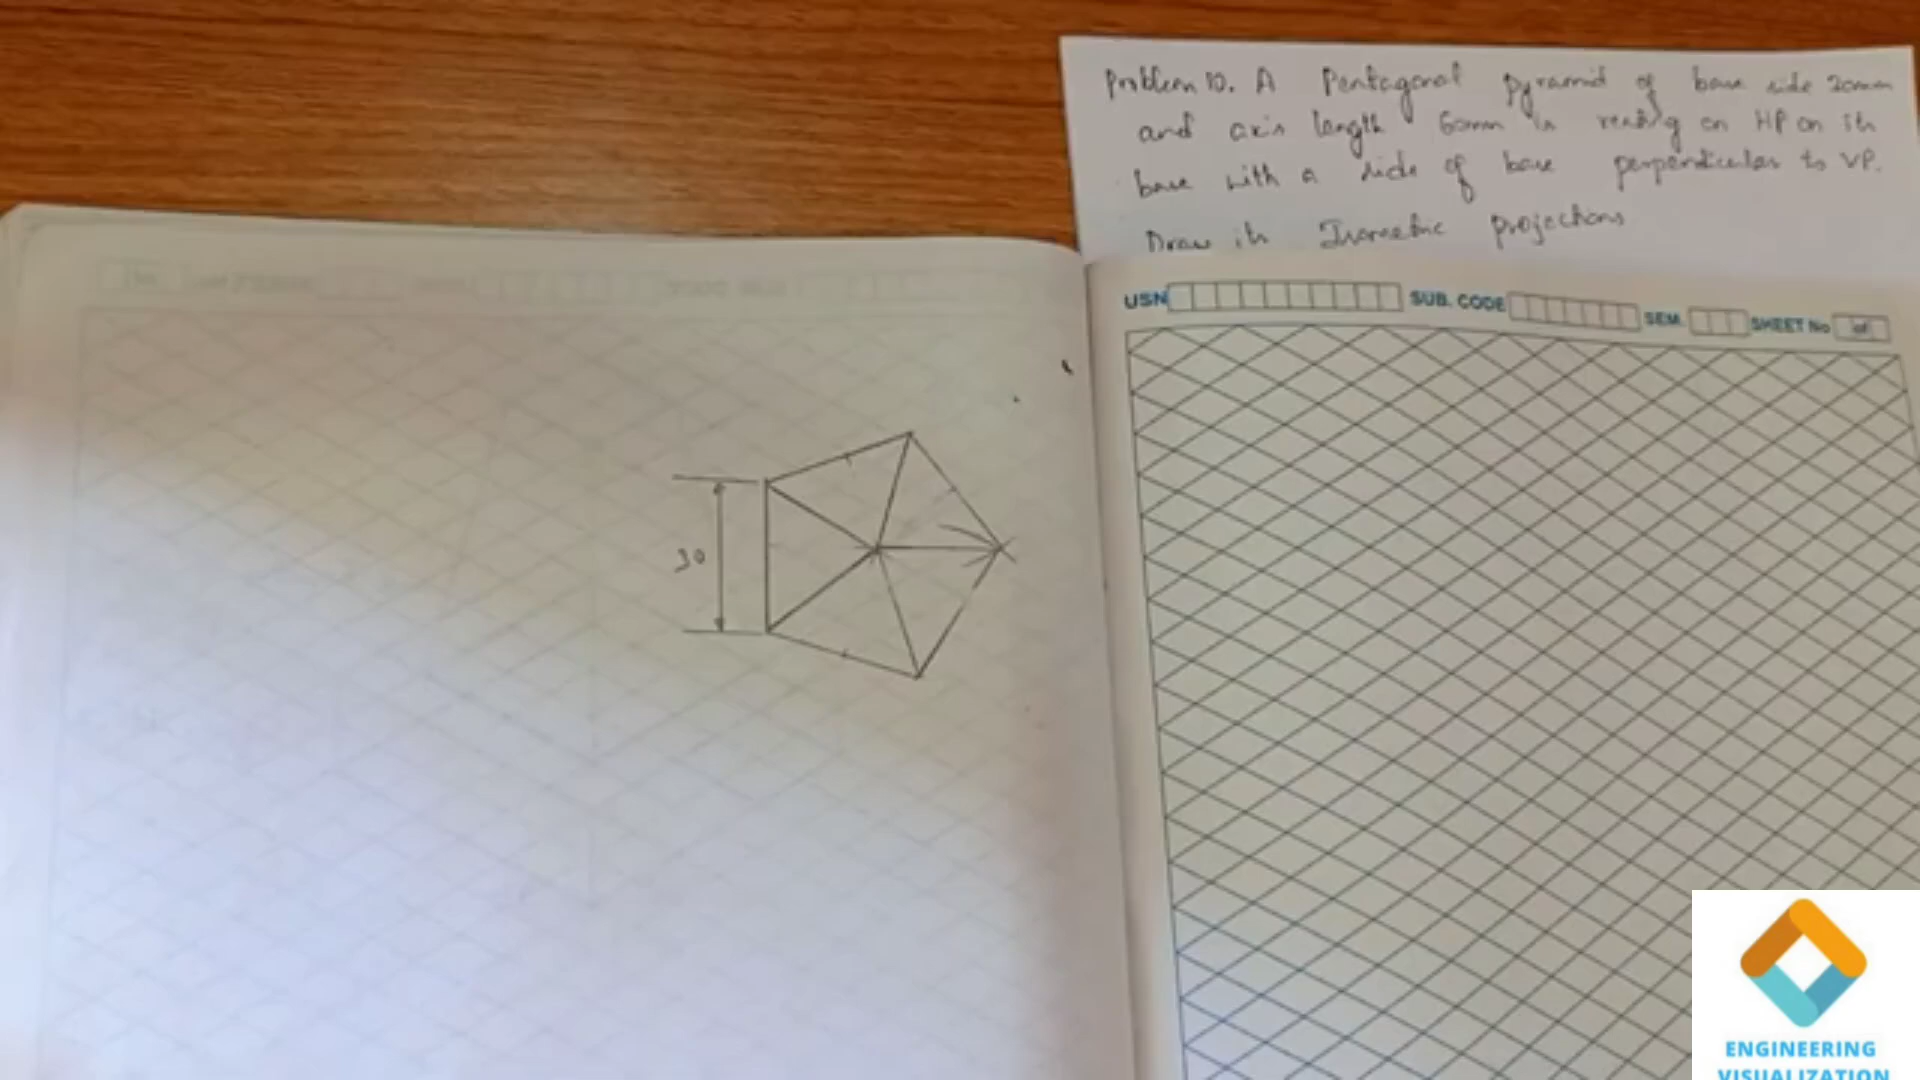 Problem 10. A Pentagonal pyramid of base side 30mm
and axis length 60mm is resting on HP on its
base with a side of base perpendicular to VP.
Draw its Isometric projections
USN SUB. CODE SEM. SHEET No of
30
ENGINEERING
VISUALIZATION